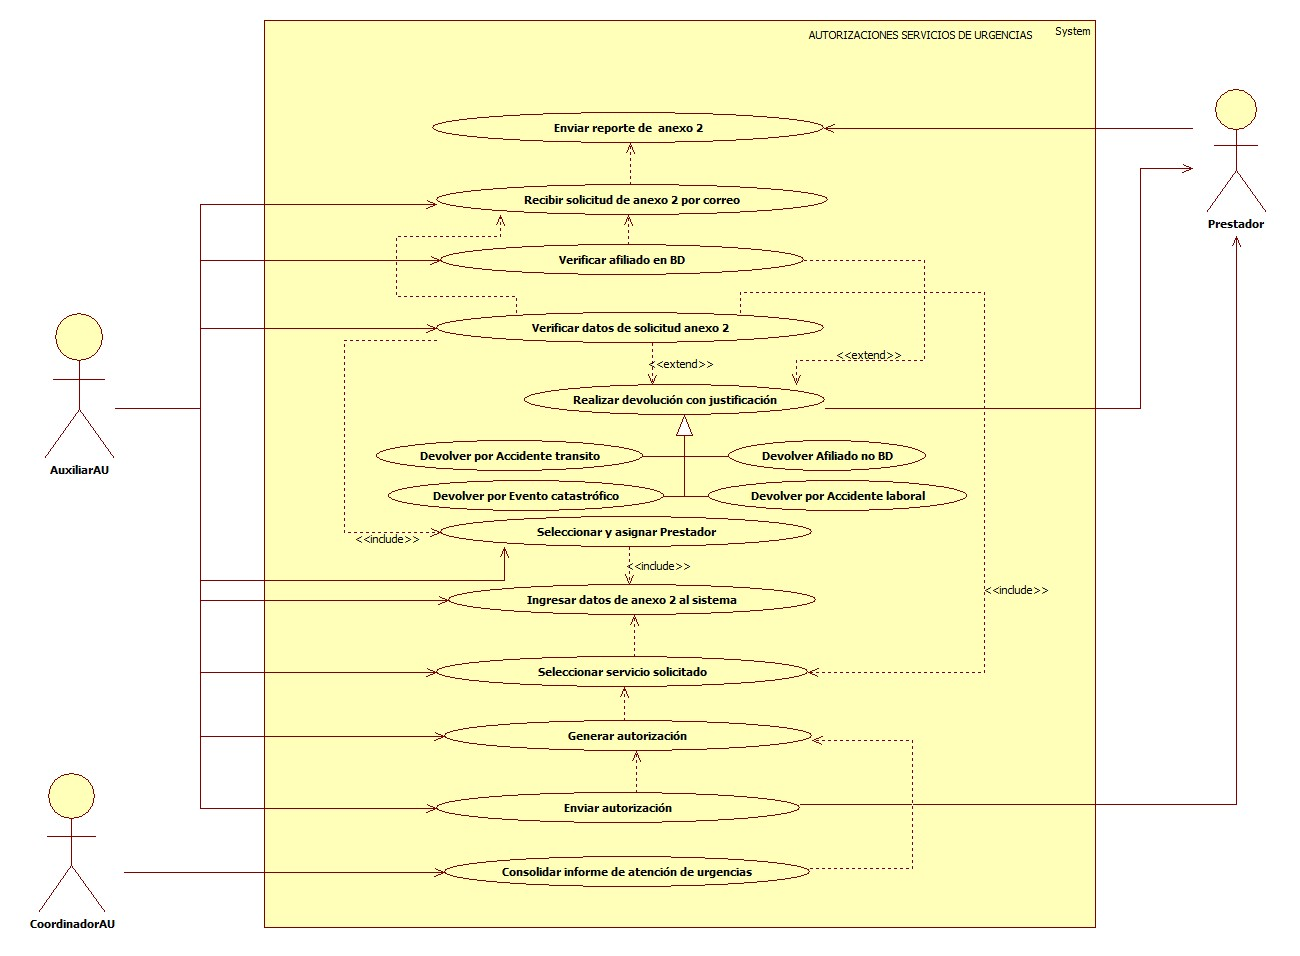 AUTORIZACIONES SERVICIOS DE URGENCIAS
System
Enviar reporte de anexo 2
Recibir solicitud de anexo 2 por correo
Prestador
Verificar afiliado en BD
Verificar datos de solicitud anexo 2
<<extend>>
<<extend>>
Realizar devolución con justificación
AuxiliarAU
Devolver por Accidente transito
Devolver Afiliado no BD
Devolver por Evento catastrófico
Devolver por Accidente laboral
Seleccionar y asignar Prestador
<<include>>
<<include>>
<<include>>
Ingresar datos de anexo 2 al sistema
Seleccionar servicio solicitado
Generar autorización
Enviar autorización
Consolidar informe de atención de urgencias
CoordinadorAU